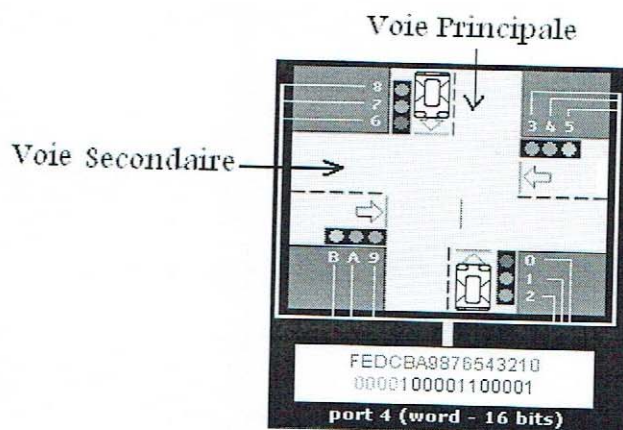 Voie Principale
8
7
6
3 4 5
Voie Secondaire
B A 9
0
1
2
FEDCBA9876543210
0000100001100001
port 4 (word - 16 bits)